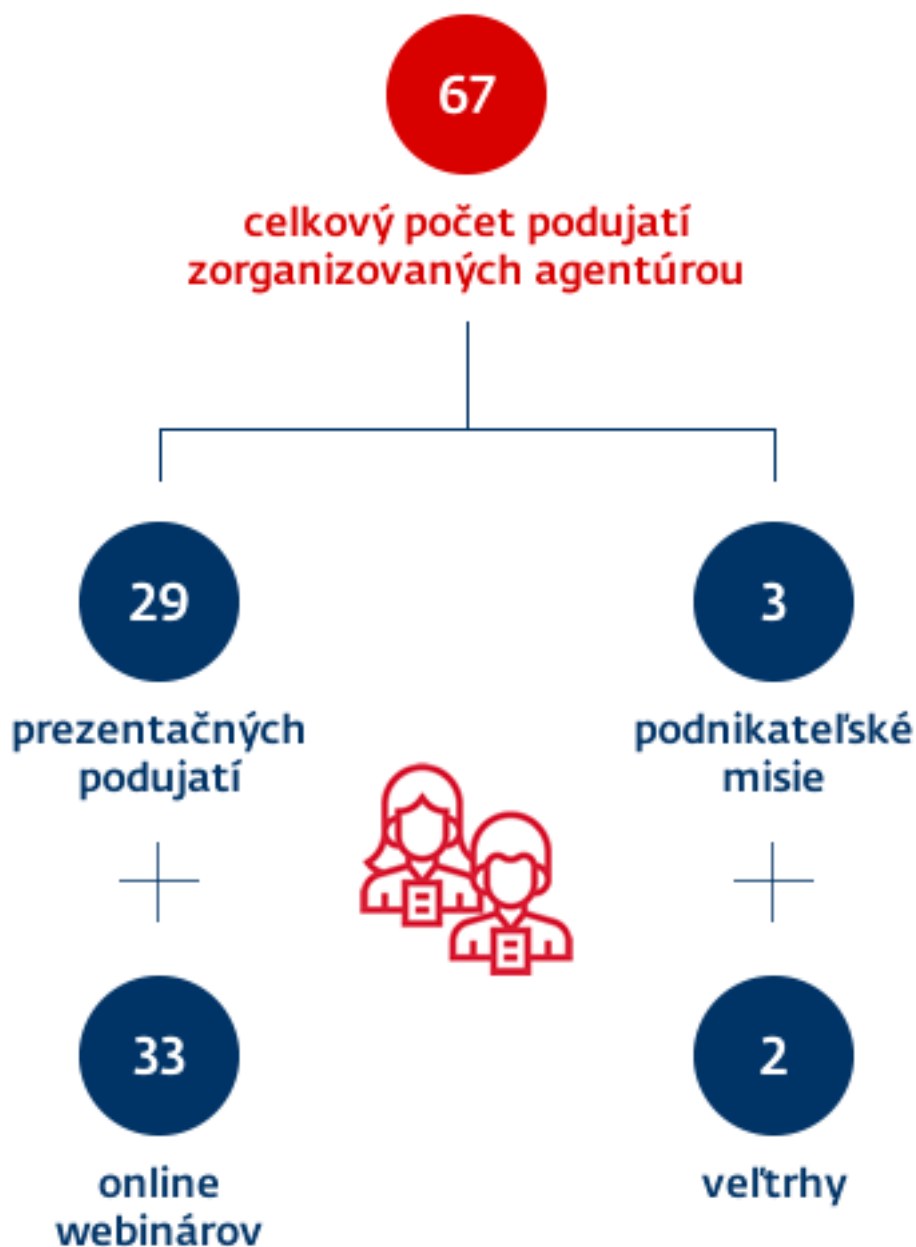 67
celkový počet podujatí
zorganizovaných agentúrou
29
prezentačných
podujatí
33
online
webinárov
3
podnikateľské
misie
2
veľtrhy